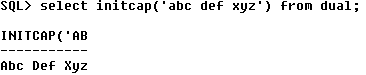 SQL> select initcap('abc def xyz') from dual;
INITCAP('AB
-----------
Abc Def Xyz